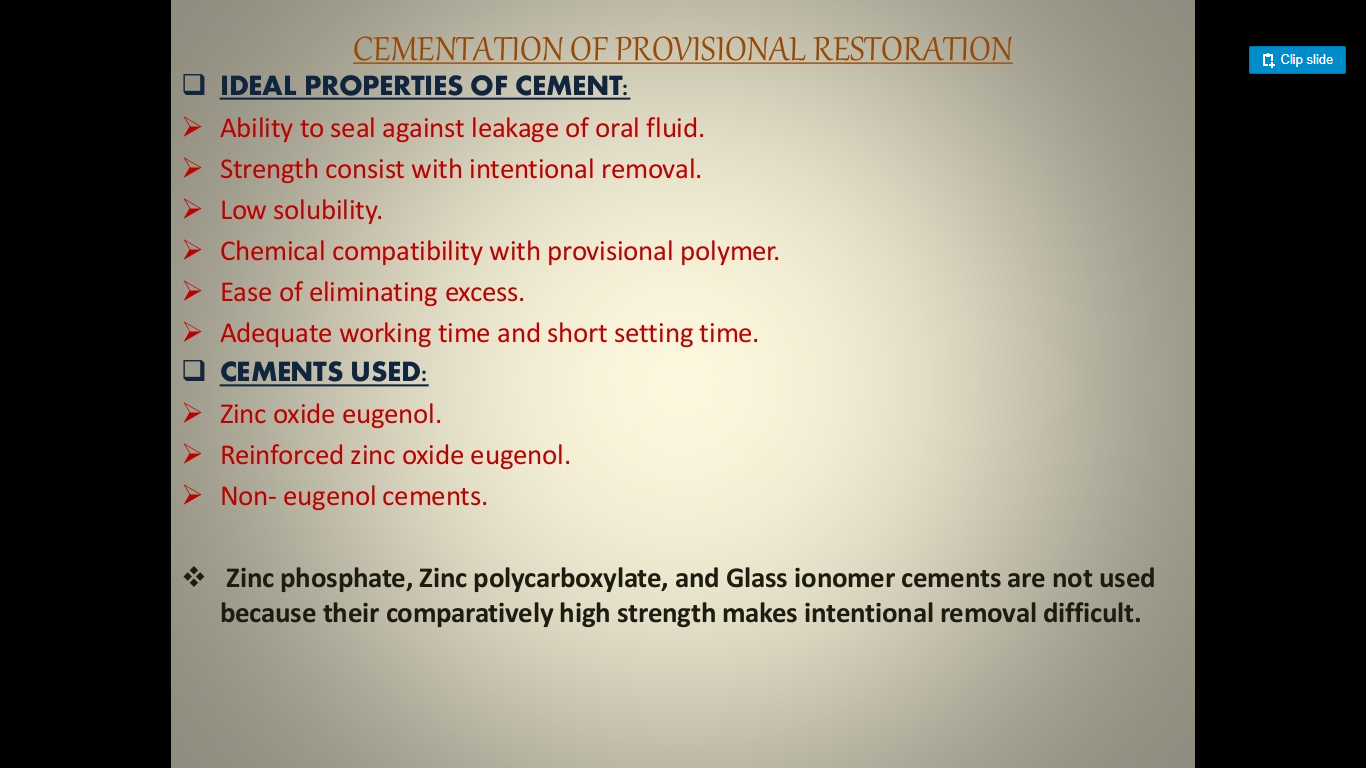 CEMENTATION OF PROVISIONAL RESTORATION
Clip slide
IDEAL PROPERTIES OF CEMENT:
Ability to seal against leakage of oral fluid.
Strength consist with intentional removal.
Low solubility.
Chemical compatibility with provisional polymer.
Ease of eliminating excess.
Adequate working time and short setting time.
CEMENTS USED:
Zinc oxide eugenol.
Reinforced zinc oxide eugenol.
Non- eugenol cements.
Zinc phosphate, Zinc polycarboxylate, and Glass ionomer cements are not used
because their comparatively high strength makes intentional removal difficult.